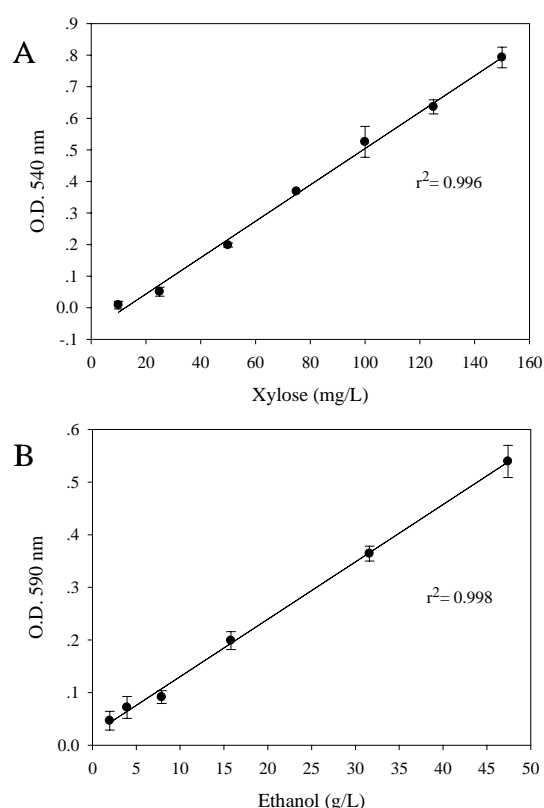 A
.9
.8
.7
.6
.5
.4
.3
.2
.1
0.0
-.1
O.D. 540 nm
r²= 0.996
0 20 40 60 80 100 120 140 160
Xylose (mg/L)
B
.6
.5
.4
.3
.2
.1
0.0
O.D. 590 nm
r²= 0.998
0 5 10 15 20 25 30 35 40 45 50
Ethanol (g/L)